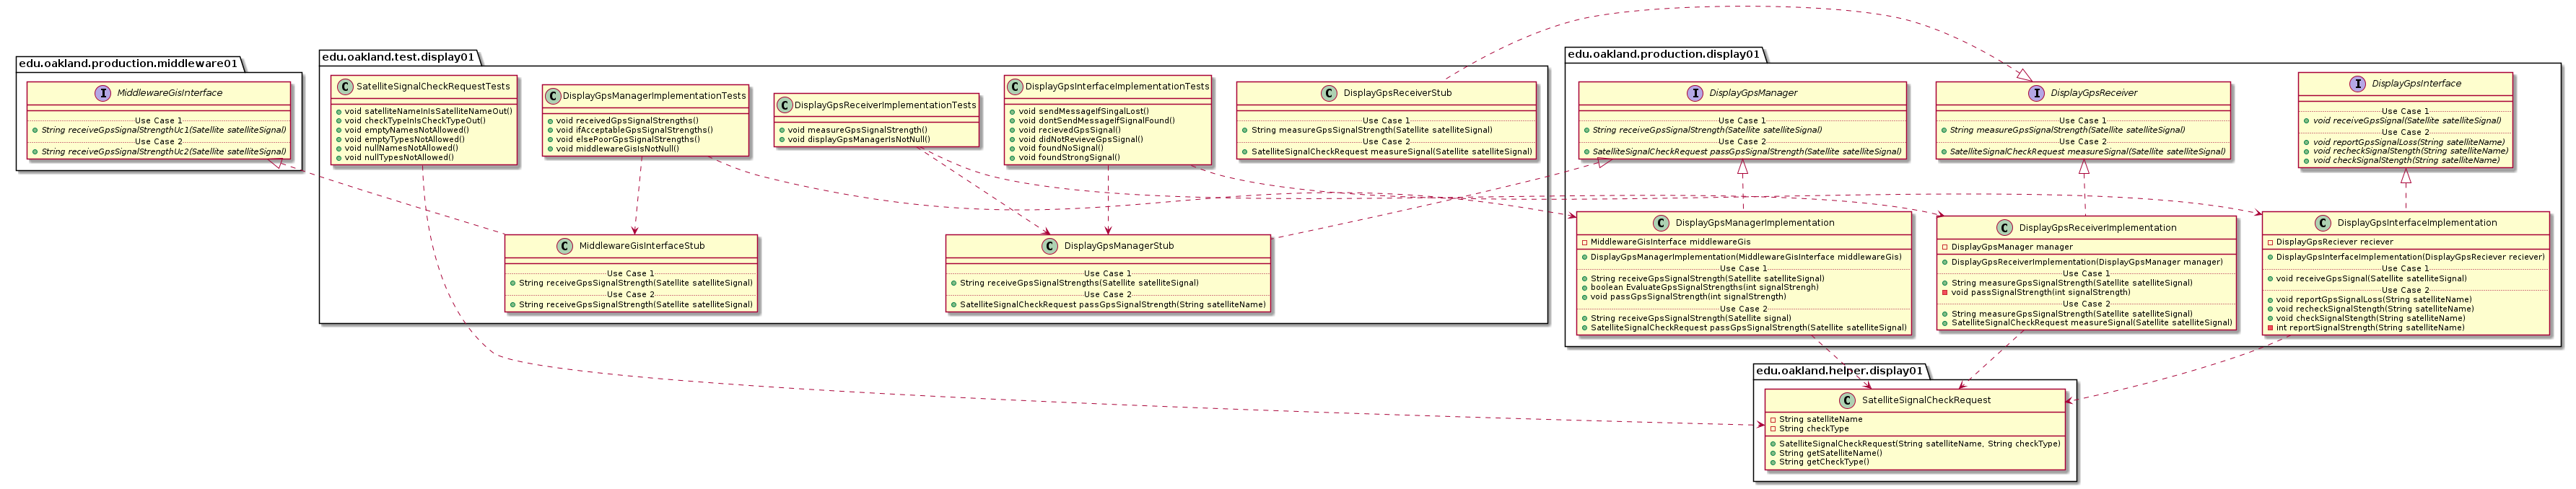 edu.oakland.production.middleware01
I MiddlewareGisInterface
Use Case 1
String receiveGpsSignalStrengthUc1(Satellite satelliteSignal)
Use Case 2
String receiveGpsSignalStrengthUc2(Satellite satelliteSignal)
edu.oakland.test.display01
C SatelliteSignalCheckRequestTests
void satelliteNameInIsSatelliteNameOut()
void checkTypeInIsCheckTypeOut()
void emptyNamesNotAllowed()
void emptyTypesNotAllowed()
void nullNamesNotAllowed()
void nullTypesNotAllowed()
C DisplayGpsManagerImplementationTests
void receivedGpsSignalStrengths()
void ifAcceptableGpsSignalStrengths()
void elsePoorGpsSignalStrengths()
void middlewareGisIsNotNull()
C DisplayGpsReceiverImplementationTests
void measureGpsSignalStrength()
void displayGpsManagerIsNotNull()
C DisplayGpsInterfaceImplementationTests
void sendMessageIfSingalLost()
void dontSendMessageIfSignalFound()
void recievedGpsSignal()
void didNotRevieveGpsSignal()
void foundNoSignal()
void foundStrongSignal()
C DisplayGpsReceiverStub
Use Case 1
String measureGpsSignalStrength(Satellite satelliteSignal)
Use Case 2
SatelliteSignalCheckRequest measureSignal(Satellite satelliteSignal)
C MiddlewareGisInterfaceStub
Use Case 1
String receiveGpsSignalStrength(Satellite satelliteSignal)
Use Case 2
String receiveGpsSignalStrength(Satellite satelliteSignal)
C DisplayGpsManagerStub
Use Case 1
String receiveGpsSignalStrengths(Satellite satelliteSignal)
Use Case 2
SatelliteSignalCheckRequest passGpsSignalStrength(String satelliteName)
edu.oakland.production.display01
I DisplayGpsManager
Use Case 1
String receiveGpsSignalStrength(Satellite satelliteSignal)
Use Case 2
SatelliteSignalCheckRequest passGpsSignalStrength(Satellite satelliteSignal)
I DisplayGpsReceiver
Use Case 1
String measureGpsSignalStrength(Satellite satelliteSignal)
Use Case 2
SatelliteSignalCheckRequest measureSignal(Satellite satelliteSignal)
I DisplayGpsInterface
Use Case 1
void receiveGpsSignal(Satellite satelliteSignal)
Use Case 2
void reportGpsSignalLoss(String satelliteName)
void recheckSignalStength(String satelliteName)
void checkSignalStength(String satelliteName)
C DisplayGpsManagerImplementation
MiddlewareGisInterface middlewareGis
DisplayGpsManagerImplementation(MiddlewareGisInterface middlewareGis)
Use Case 1
String receiveGpsSignalStrength(Satellite satelliteSignal)
boolean EvaluateGpsSignalStrengths(int signalStrengh)
void passGpsSignalStrength(int signalStrength)
Use Case 2
String receiveGpsSignalStrength(Satellite signal)
SatelliteSignalCheckRequest passGpsSignalStrength(Satellite satelliteSignal)
C DisplayGpsReceiverImplementation
DisplayGpsManager manager
DisplayGpsReceiverImplementation(DisplayGpsManager manager)
Use Case 1
String measureGpsSignalStrength(Satellite satelliteSignal)
void passSignalStrength(int signalStrength)
Use Case 2
String measureGpsSignalStrength(Satellite satelliteSignal)
SatelliteSignalCheckRequest measureSignal(Satellite satelliteSignal)
C DisplayGpsInterfaceImplementation
DisplayGpsReciever reciever
DisplayGpsInterfaceImplementation(DisplayGpsReciever reciever)
Use Case 1
void receiveGpsSignal(Satellite satelliteSignal)
Use Case 2
void reportGpsSignalLoss(String satelliteName)
void recheckSignalStength(String satelliteName)
void checkSignalStength(String satelliteName)
int reportSignalStrength(String satelliteName)
edu.oakland.helper.display01
C SatelliteSignalCheckRequest
String satelliteName
String checkType
SatelliteSignalCheckRequest(String satelliteName, String checkType)
String getSatelliteName()
String getCheckType()